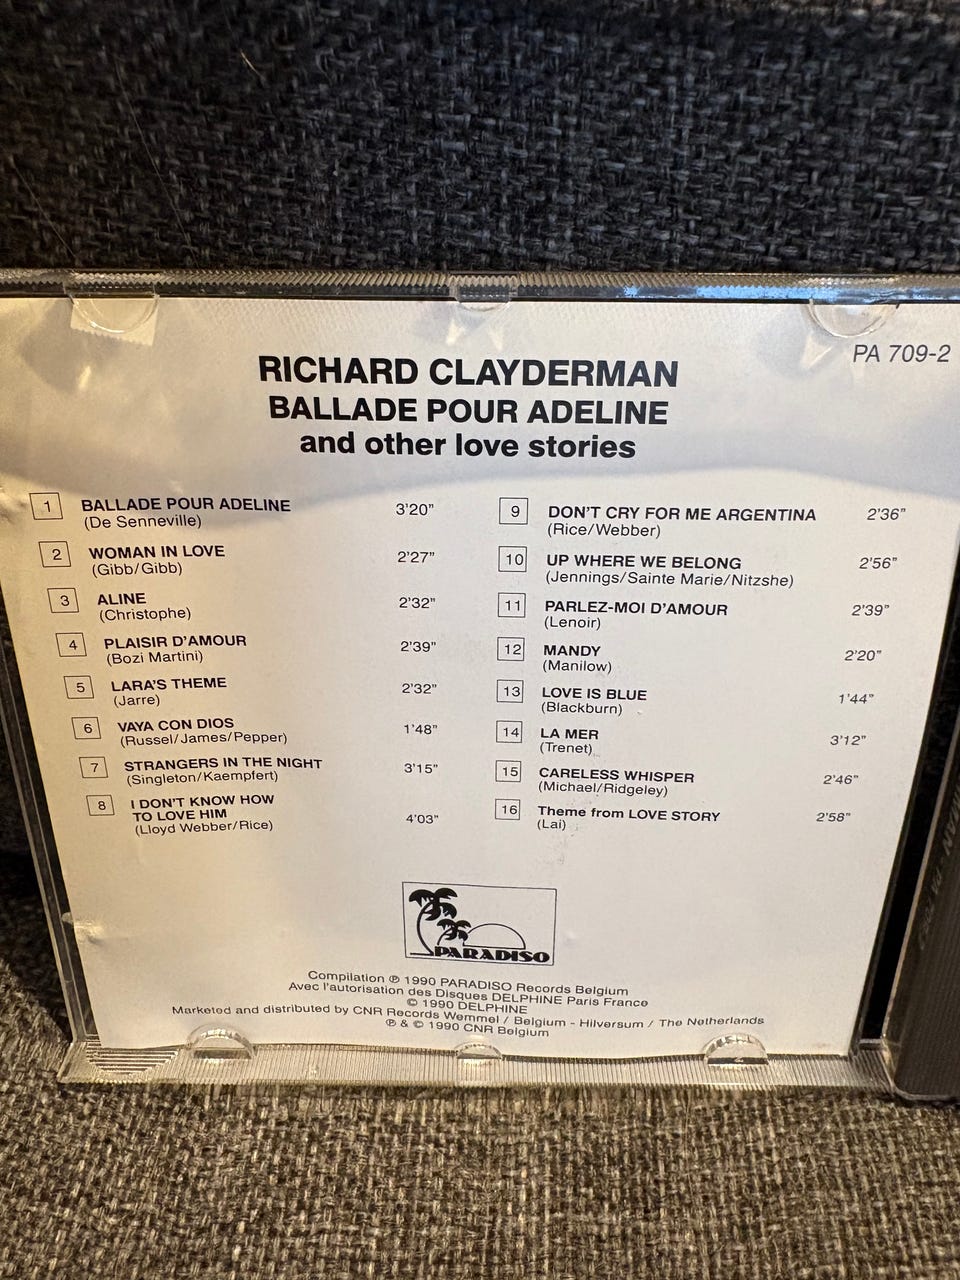 PA 709-2
RICHARD CLAYDERMAN
BALLADE POUR ADELINE
and other love stories
1 BALLADE POUR ADELINE 3'20"
(De Senneville)
2 WOMAN IN LOVE 2'27"
(Gibb/Gibb)
3 ALINE 2'32"
(Christophe)
4 PLAISIR D'AMOUR 2'39"
(Bozi Martini)
5 LARA'S THEME 2'32"
(Jarre)
6 VAYA CON DIOS 1'48"
(Russel/James/Pepper)
7 STRANGERS IN THE NIGHT 3'15"
(Singleton/Kaempfert)
8 I DON'T KNOW HOW
TO LOVE HIM 4'03"
(Lloyd Webber/Rice)
9 DON'T CRY FOR ME ARGENTINA 2'36"
(Rice/Webber)
10 UP WHERE WE BELONG 2'56"
(Jennings/Sainte Marie/Nitzshe)
11 PARLEZ-MOI D'AMOUR 2'39"
(Lenoir)
12 MANDY 2'20"
(Manilow)
13 LOVE IS BLUE 1'44"
(Blackburn)
14 LA MER 3'12"
(Trenet)
15 CARELESS WHISPER 2'46"
(Michael/Ridgeley)
16 Theme from LOVE STORY 2'58"
(Lai)
PARADISO
Compilation ℗ 1990 PARADISO Records Belgium
Avec l'autorisation des Disques DELPHINE Paris France
© 1990 DELPHINE
Marketed and distributed by CNR Records Wemmel / Belgium - Hilversum / The Netherlands
℗ & © 1990 CNR Belgium